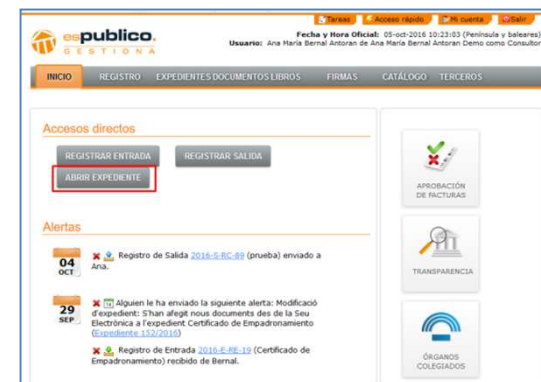 Tareas Acceso rápido Mi cuenta Salir
espublico.
GESTIONA
Fecha y Hora Oficial: 05-oct-2016 10:23:03 (Península y baleares)
Usuario: Ana María Bernal Antoran de Ana María Bernal Antoran Demo como Consultor
INICIO REGISTRO EXPEDIENTES DOCUMENTOS LIBROS FIRMAS CATÁLOGO TERCEROS
Accesos directos
REGISTRAR ENTRADA REGISTRAR SALIDA
ABRIR EXPEDIENTE
APROBACIÓN
DE FACTURAS
Alertas
04
OCT
Registro de Salida 2016-S-RC-89 (prueba) enviado a
Ana.
TRANSPARENCIA
29
SEP
Alguien le ha enviado la siguiente alerta: Modificació
d'expedient: S'han afegit nous documents des de la Seu
Electrònica a l'expedient Certificado de Empadronamiento
(Expediente 152/2016)
Registro de Entrada 2016-E-RE-19 (Certificado de
Empadronamiento) recibido de Bernal.
ÓRGANOS
COLEGIADOS